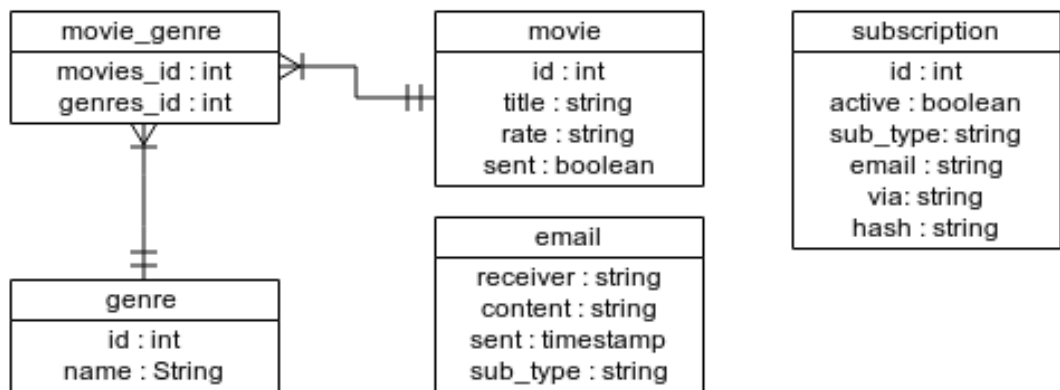 movie_genre
movies_id : int
genres_id : int
movie
id : int
title : string
rate : string
sent : boolean
subscription
id : int
active : boolean
sub_type: string
email : string
via: string
hash : string
email
receiver : string
content : string
sent : timestamp
sub_type : string
genre
id : int
name : String